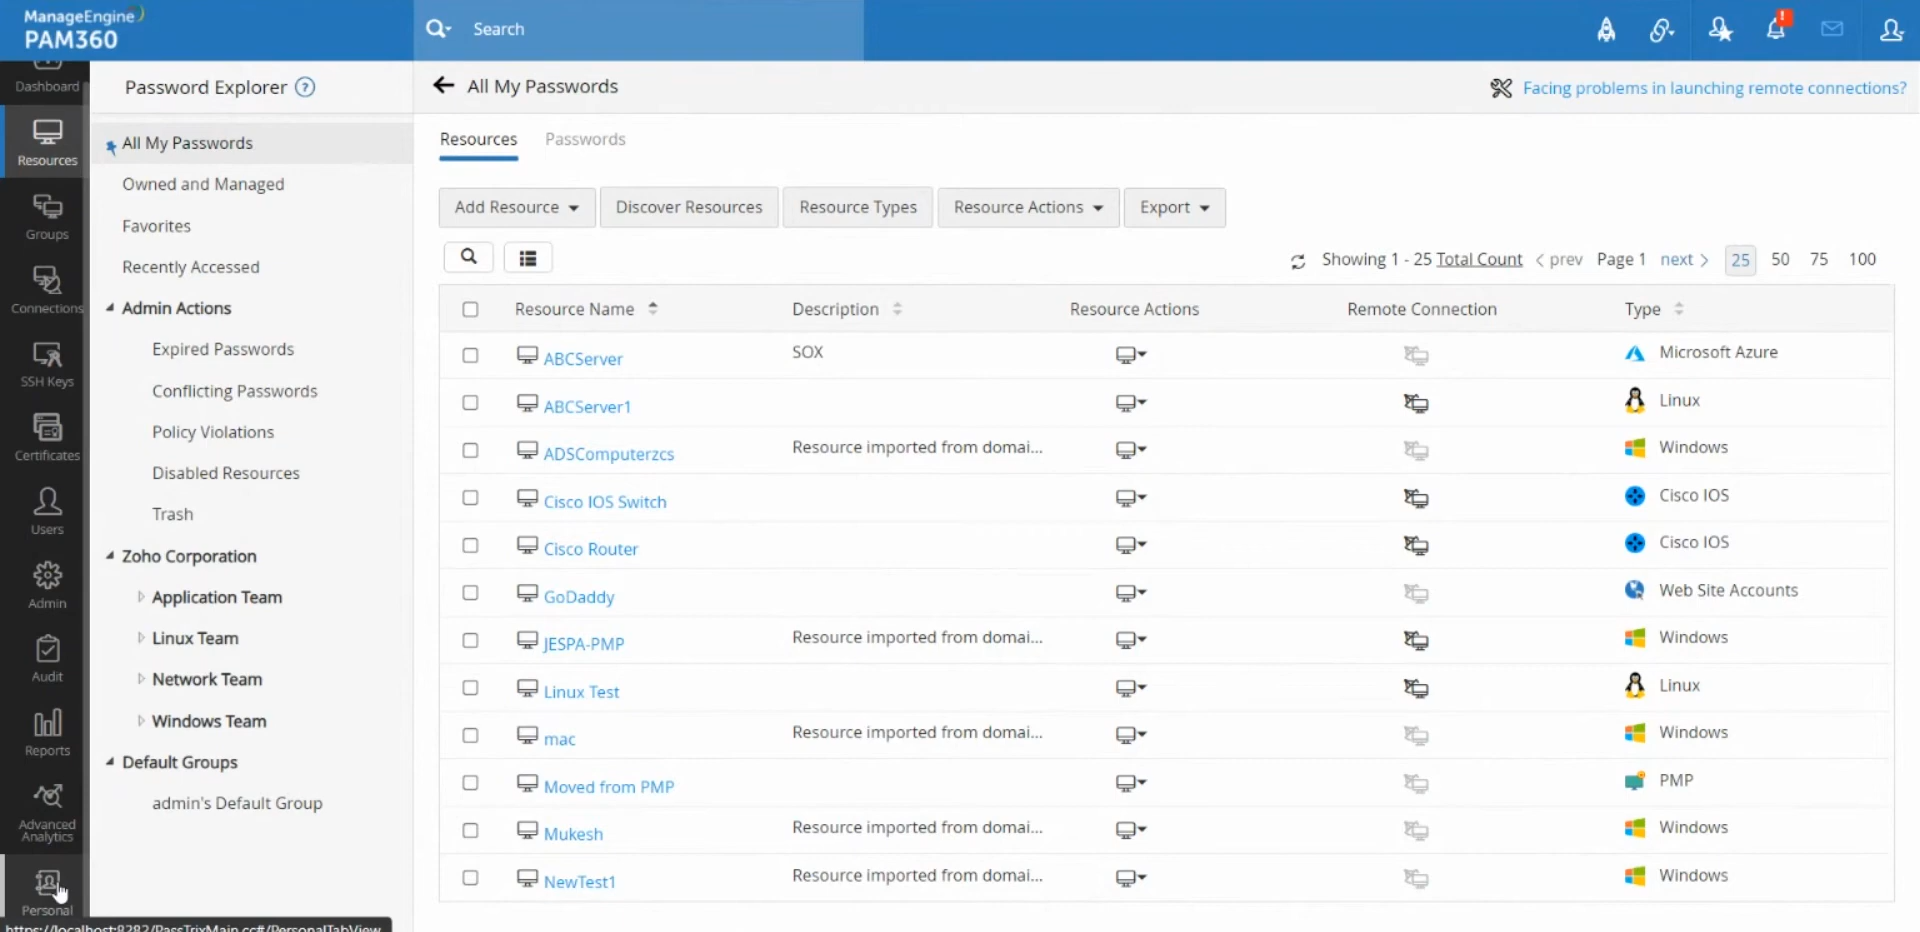 ManageEngine
PAM360
Search
!
Dashboard
Resources
Groups
Connections
SSH Keys
Certificates
Users
Admin
Audit
Reports
Advanced
Analytics
Personal
Password Explorer ?
All My Passwords
Owned and Managed
Favorites
Recently Accessed
Admin Actions
Expired Passwords
Conflicting Passwords
Policy Violations
Disabled Resources
Trash
Zoho Corporation
Application Team
Linux Team
Network Team
Windows Team
Default Groups
admin's Default Group
All My Passwords
Facing problems in launching remote connections?
Resources Passwords
Add Resource Discover Resources Resource Types Resource Actions Export
Showing 1 - 25 Total Count prev Page 1 next 25 50 75 100
Resource Name Description Resource Actions Remote Connection Type
ABCServer SOX Microsoft Azure
ABCServer1 Linux
ADSComputerzcs Resource imported from domai... Windows
Cisco IOS Switch Cisco IOS
Cisco Router Cisco IOS
GoDaddy Web Site Accounts
JESPA-PMP Resource imported from domai... Windows
Linux Test Linux
mac Resource imported from domai... Windows
Moved from PMP PMP
Mukesh Resource imported from domai... Windows
NewTest1 Resource imported from domai... Windows
https://localhost:8282/PassTrixMain.cc#/PersonalTabView